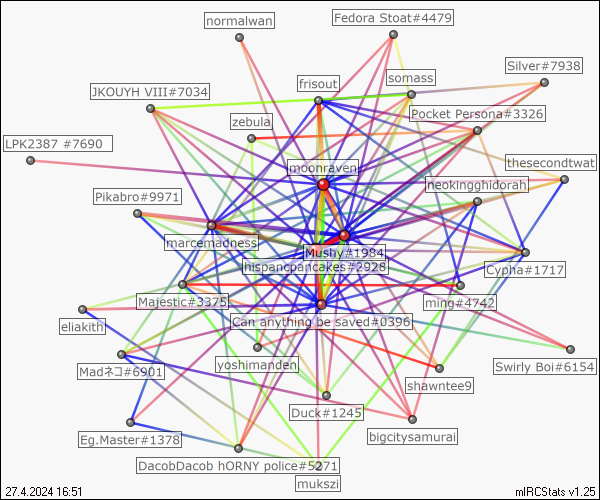 normalwan
Fedora Stoat#4479
Silver#7938
frisout
somass
JKOUYH VIII#7034
Pocket Persona#3326
zebula
LPK2387 #7690
moonraven
thesecondtwat
neokingghidorah
Pikabro#9971
marcemadness
Mushy#1984
hispancpancakes#2928
Cypha#1717
Majestic#3375
ming#4742
eliakith
Can anything be saved#0396
yoshimanden
Swirly Boi#6154
Madネコ#6901
shawntee9
Duck#1245
bigcitysamurai
Eg.Master#1378
DacobDacob hORNY police#5271
mukszi
27.4.2024 16:51
mIRCStats v1.25